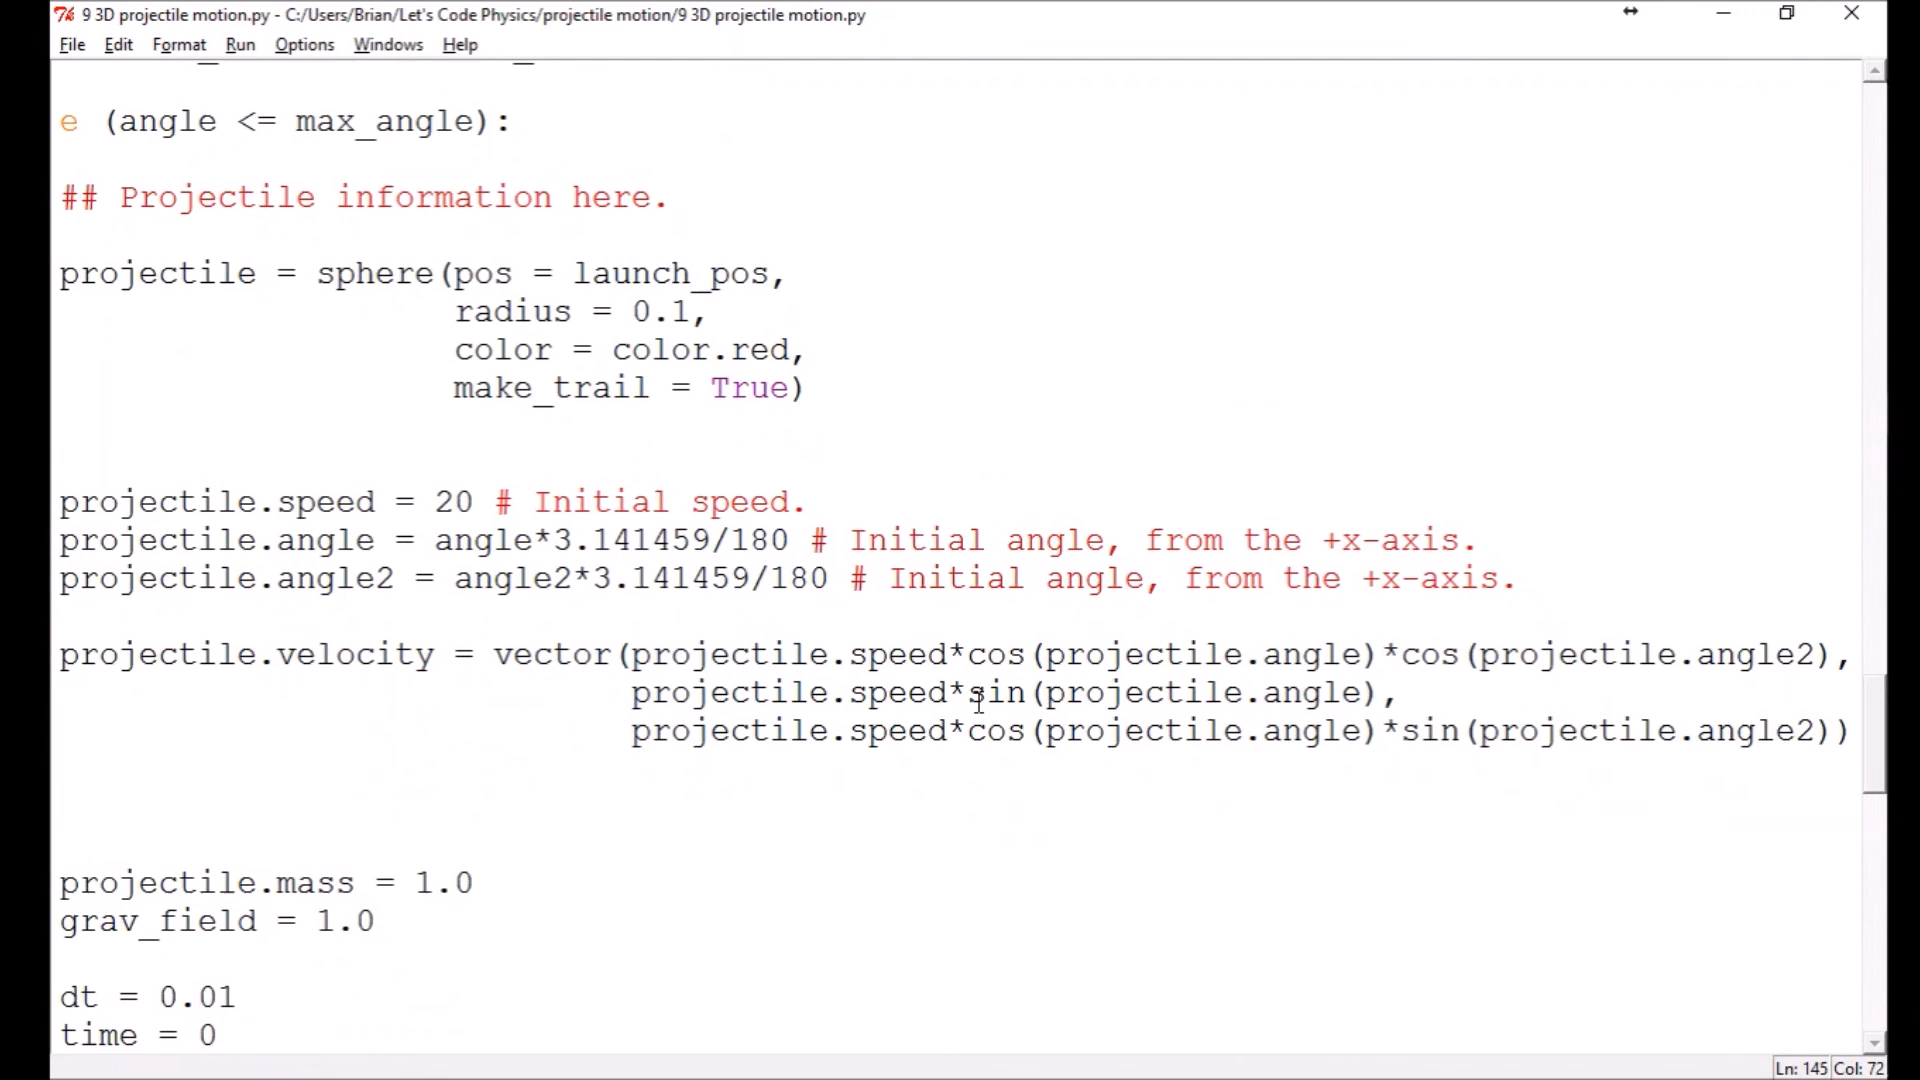 9 3D projectile motion.py - C:/Users/Brian/Let's Code Physics/projectile motion/9 3D projectile motion.py
File Edit Format Run Options Windows Help
e (angle <= max_angle):
## Projectile information here.
projectile = sphere(pos = launch_pos,
radius = 0.1,
color = color.red,
make_trail = True)
projectile.speed = 20 # Initial speed.
projectile.angle = angle*3.141459/180 # Initial angle, from the +x-axis.
projectile.angle2 = angle2*3.141459/180 # Initial angle, from the +x-axis.
projectile.velocity = vector(projectile.speed*cos(projectile.angle)*cos(projectile.angle2),
projectile.speed*sin(projectile.angle),
projectile.speed*cos(projectile.angle)*sin(projectile.angle2))
projectile.mass = 1.0
grav_field = 1.0
dt = 0.01
time = 0
Ln: 145 Col: 72